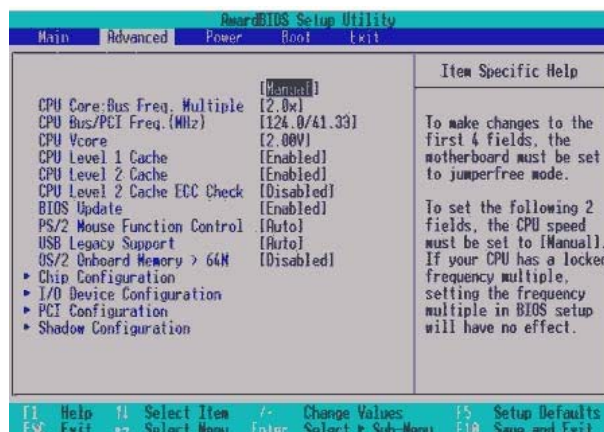 AwardBIOS Setup Utility
Main Advanced Power Boot Exit
Item Specific Help
[Manual]
CPU Core:Bus Freq. Multiple [2.0x]
CPU Bus/PCI Freq.(MHz) [124.0/41.33]
CPU Vcore [2.00V]
CPU Level 1 Cache [Enabled]
CPU Level 2 Cache [Enabled]
CPU Level 2 Cache ECC Check [Disabled]
BIOS Update [Enabled]
PS/2 Mouse Function Control [Auto]
USB Legacy Support [Auto]
OS/2 Onboard Memory > 64M [Disabled]
▸ Chip Configuration
▸ I/O Device Configuration
▸ PCI Configuration
▸ Shadow Configuration
To make changes to the
first 4 fields, the
motherboard must be set
to jumperfree mode.
To set the following 2
fields, the CPU speed
must be set to [Manual].
If your CPU has a locked
frequency multiple,
setting the frequency
multiple in BIOS setup
will have no effect.
F1 Help ↑↓ Select Item -/+ Change Values F5 Setup Defaults
ESC Exit Select Menu Enter Select ▸ Sub-Menu F10 Save and Exit